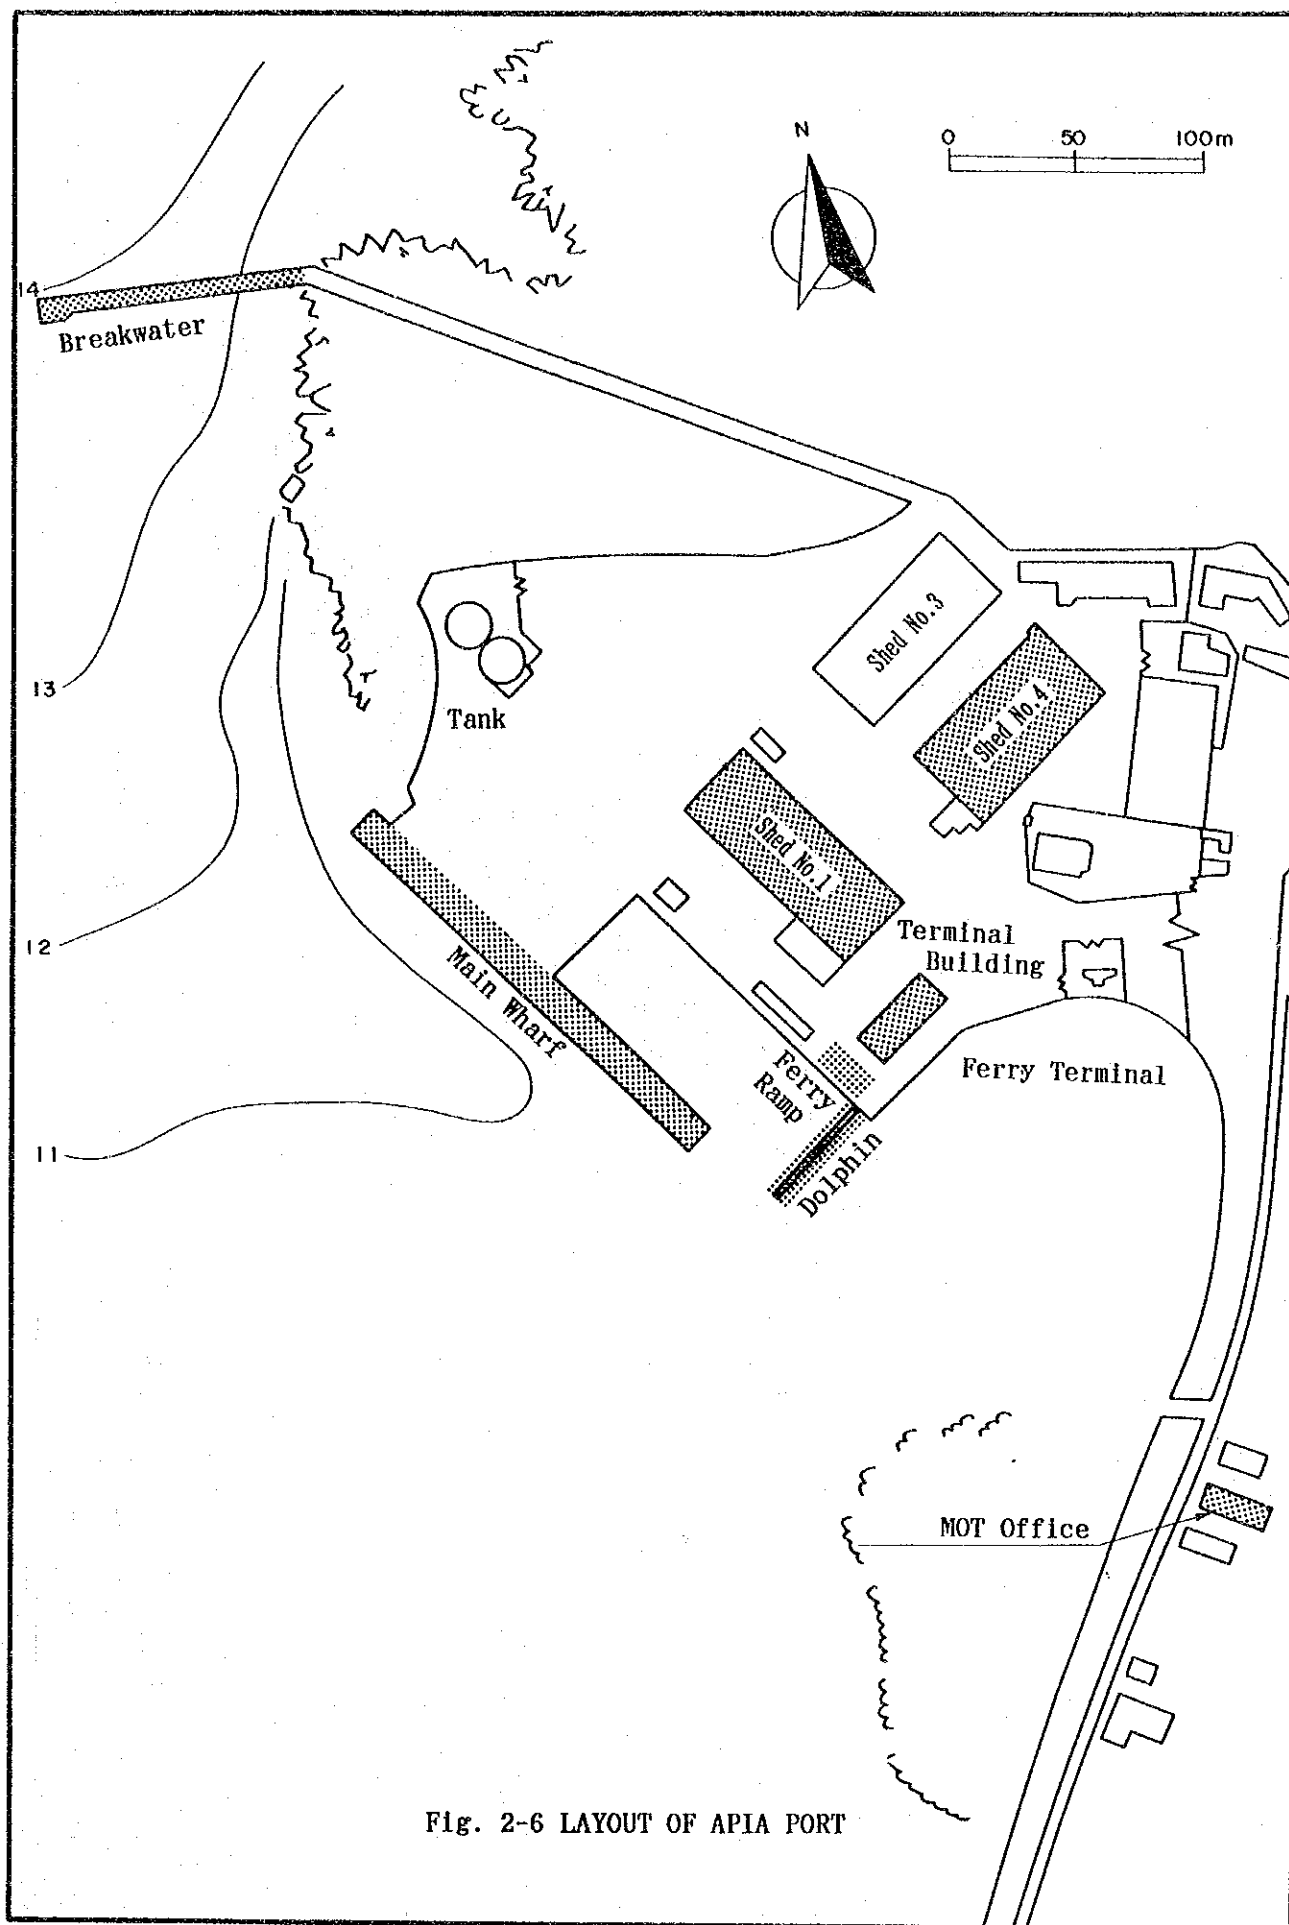 N
0 50 100m
14
Breakwater
Shed No.3
13
Tank
Shed No.4
Shed No.1
12
Terminal
Building
Main Wharf
Ferry
Ramp
Ferry Terminal
11
Dolphin
MOT Office
Fig. 2-6 LAYOUT OF APIA PORT